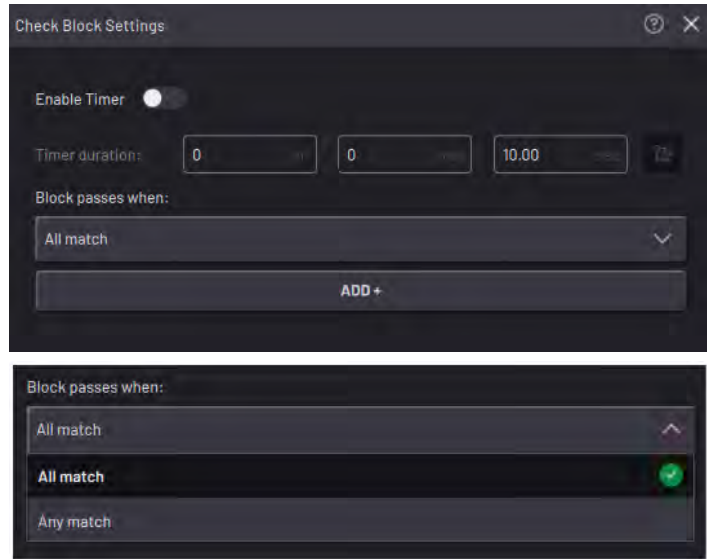 Check Block Settings
Enable Timer
Timer duration: 0 0 10.00
Block passes when:
All match
ADD +
Block passes when:
All match
All match
Any match